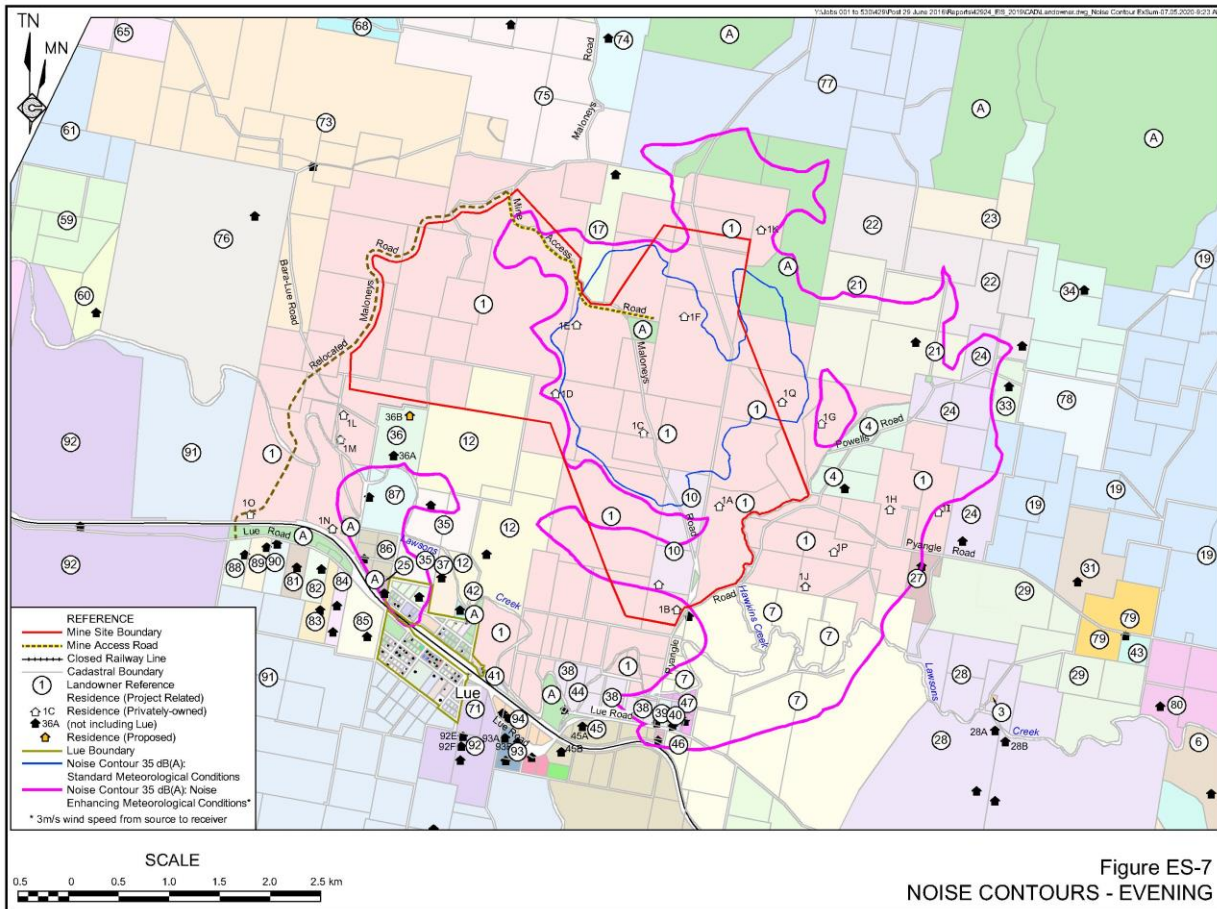 Y:\Jobs 001 to 530\429\Post 29 June 2016\Reports\42924_EIS_2019\CAD\Landowner.dwg_Noise Contour ExSum-07.05.2020-9:23 AM
TN
MN
65
68
74
Road
A
75
77
A
A
61
73
Maloneys
59
76
22
23
19
17
1
1K
Mine
Access
Road
A
22
34
21
60
Bara-Lue Road
Maloneys
Road
1
1E
A
1F
21
24
Relocated
Maloneys
33
78
92
91
1
1L
36B
36
1D
1Q
1
1G
4
24
Powells Road
1M
36A
12
1C
1
1
1O
87
10
1A
1
4
1H
1I
24
19
19
19
1N
A
35
12
1
Road
10
1P
1
Pyangle Road
Lue Road
A
86
Lawsons
92
88
89
90
81
82
84
A
25
35
37
12
42
Creek
1J
27
31
29
1B
Road
Hawkins Creek
7
7
79
79
43
83
85
A
1
REFERENCE
Mine Site Boundary
Mine Access Road
Closed Railway Line
Cadastral Boundary
1 Landowner Reference
Residence (Project Related)
1C Residence (Privately-owned)
36A (not including Lue)
Residence (Proposed)
Lue Boundary
Noise Contour 35 dB(A):
Standard Meteorological Conditions
Noise Contour 35 dB(A): Noise
Enhancing Meteorological Conditions*
* 3m/s wind speed from source to receiver
91
41
Lue
71
38
1
Pyangle
7
7
Lawsons
28
29
A
44
38
38
47
Lue Road
39
40
3
80
94
Lue Road
92E
93A
45A
45
46
28
28A
Creek
6
92F
92
93
45B
28B
SCALE
0.5 0 0.5 1.0 1.5 2.0 2.5 km
Figure ES-7
NOISE CONTOURS - EVENING